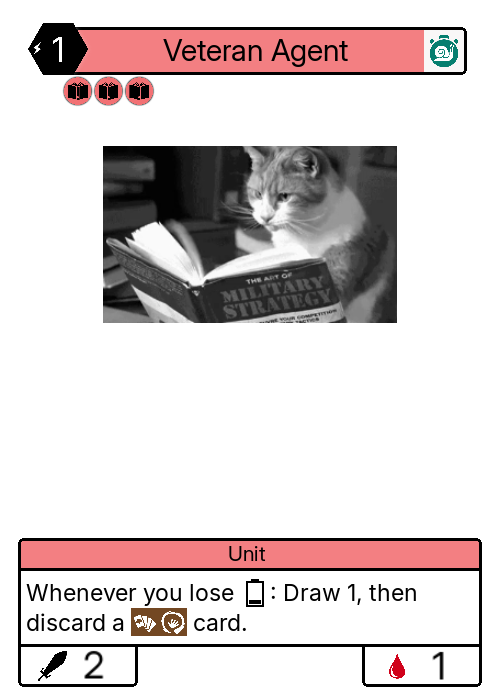 1
Veteran Agent
THE ART OF
MILITARY
STRATEGY
Unit
Whenever you lose : Draw 1, then
discard a card.
2
1